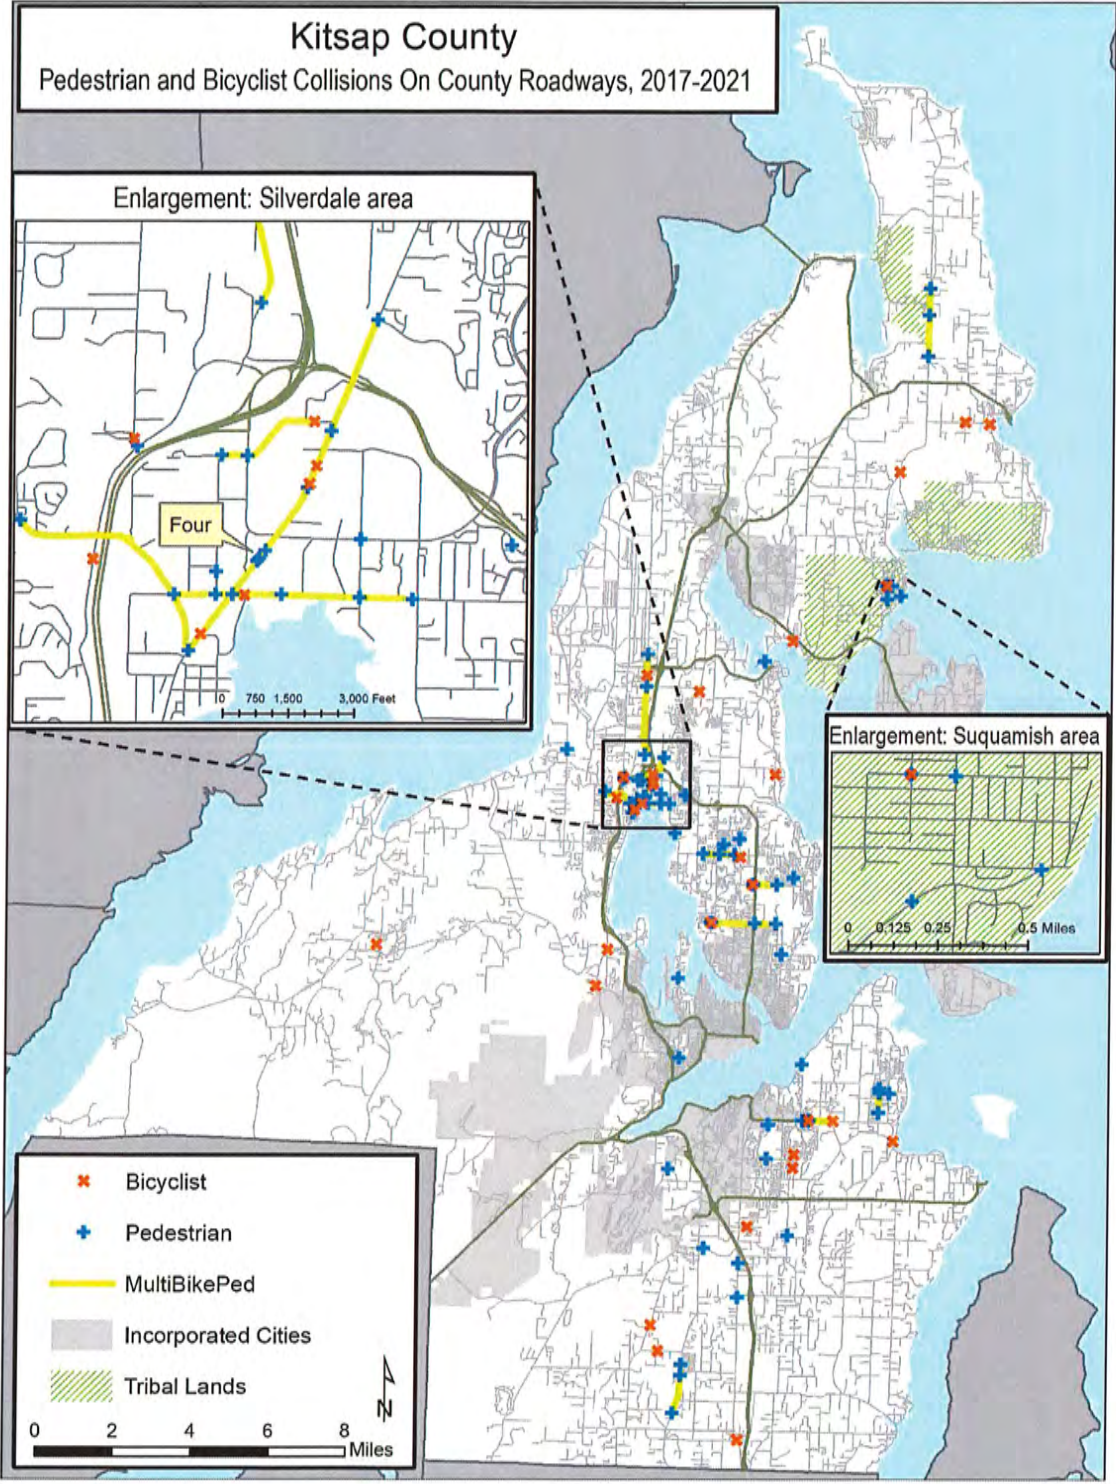 Kitsap County
Pedestrian and Bicyclist Collisions On County Roadways, 2017-2021
Enlargement: Silverdale area
Four
0 750 1,500 3,000 Feet
Enlargement: Suquamish area
0 0.125 0.25 0.5 Miles
Bicyclist
Pedestrian
MultiBikePed
Incorporated Cities
Tribal Lands
N
0 2 4 6 8
Miles